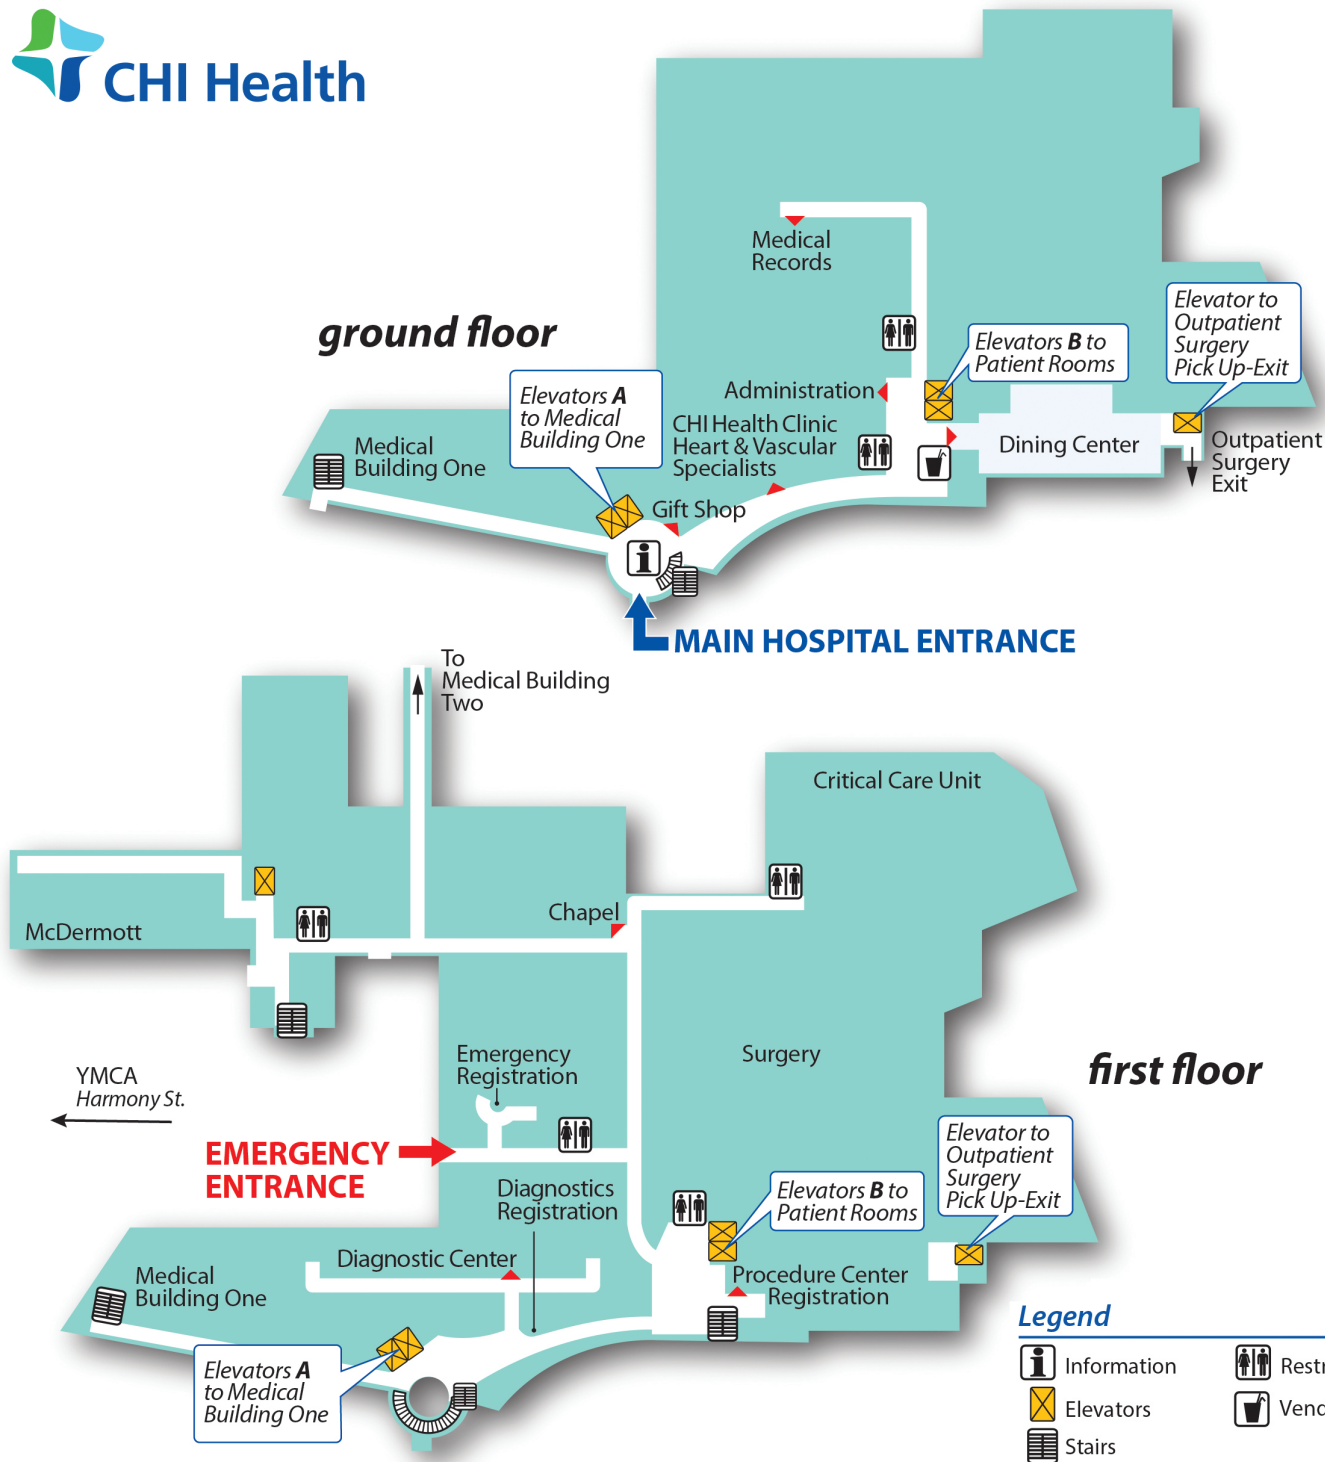 CHI Health
Medical
Records
ground floor
Elevator to
Outpatient
Surgery
Pick Up-Exit
Elevators B to
Patient Rooms
Administration
Elevators A
to Medical
Building One
CHI Health Clinic
Heart & Vascular
Specialists
Medical
Building One
Dining Center
Outpatient
Surgery
Exit
Gift Shop
MAIN HOSPITAL ENTRANCE
To
Medical Building
Two
Critical Care Unit
Chapel
McDermott
Emergency
Registration
Surgery
first floor
YMCA
Harmony St.
EMERGENCY
ENTRANCE
Elevator to
Outpatient
Surgery
Pick Up-Exit
Diagnostics
Registration
Elevators B to
Patient Rooms
Diagnostic Center
Medical
Building One
Procedure Center
Registration
Elevators A
to Medical
Building One
Legend
Information
Restr
Elevators
Vend
Stairs